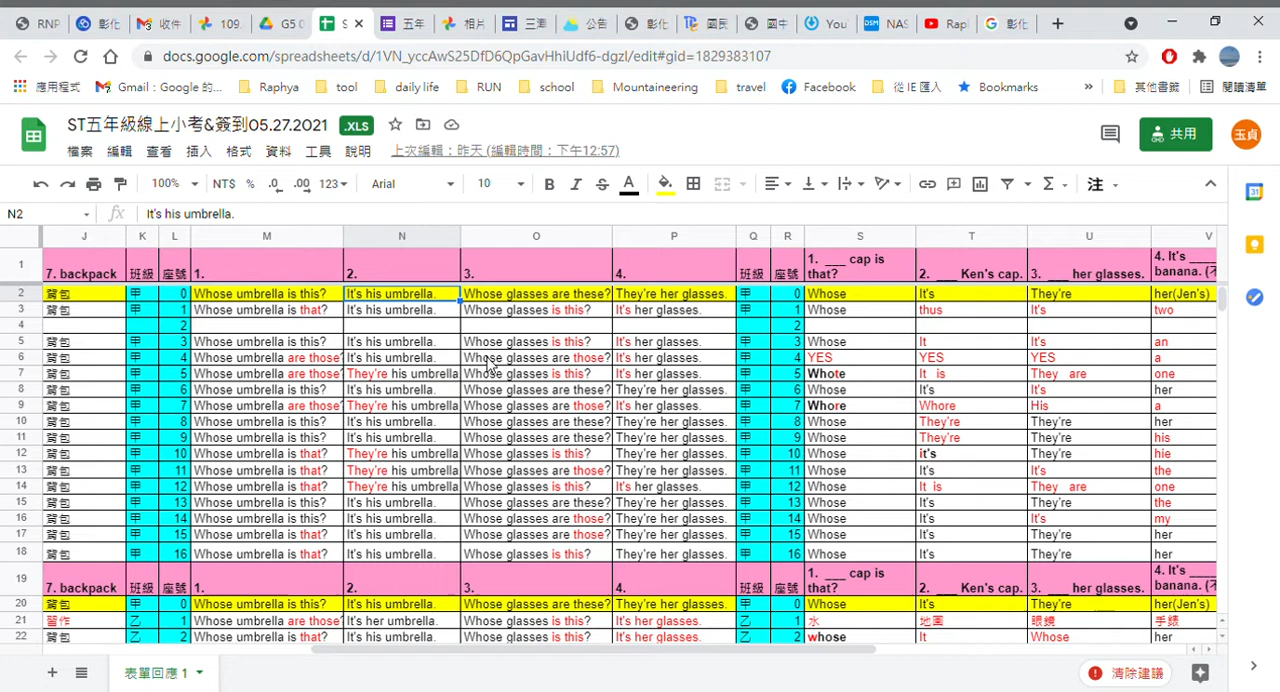 RNP 彰化 收件 109. G5 0 S 五年 相片 三潭 公告 彰化 國民 國中 You NAS Rap 彰化
docs.google.com/spreadsheets/d/1VN_yccAwS25DfD6QpGavHhiUdf6-dgzl/edit#gid=1829383107
應用程式 Gmail：Google 的... Raphya tool daily life RUN school Mountaineering travel Facebook 從 IE 匯入 Bookmarks » 其他書籤 閱讀清單
ST五年級線上小考&簽到05.27.2021 .XLS
共用 玉貞
檔案 編輯 查看 插入 格式 資料 工具 說明 上次編輯：昨天 (編輯時間：下午12:57)
100% NT$ % .0 .00 123 Arial 10 B I S A Σ 注
N2 fx It's his umbrella.
J K L M N O P Q R S T U V
1 7. backpack 班級 座號 1. 2. 3. 4. 班級 座號 1. ___ cap is that? 2. ___ Ken's cap. 3. ___ her glasses. 4. It's ____ banana.
2 背包 甲 0 Whose umbrella is this? It's his umbrella. Whose glasses are these? They're her glasses. 甲 0 Whose It's They're her(Jen's)
3 背包 甲 1 Whose umbrella is that? It's his umbrella. Whose glasses is this? It's her glasses. 甲 1 Whose thus It's two
4 2 2
5 背包 甲 3 Whose umbrella is this? It's his umbrella. Whose glasses is this? It's her glasses. 甲 3 Whose It It's an
6 背包 甲 4 Whose umbrella are those? It's his umbrella. Whose glasses are those? It's her glasses. 甲 4 YES YES YES a
7 背包 甲 5 Whose umbrella are those? They're his umbrella Whose glasses is this? It's her glasses. 甲 5 Whote It is They are one
8 背包 甲 6 Whose umbrella is this? It's his umbrella. Whose glasses are these? They're her glasses. 甲 6 Whose It's It's her
9 背包 甲 7 Whose umbrella are those? They're his umbrella Whose glasses are those? It's her glasses. 甲 7 Whore Whore His a
10 背包 甲 8 Whose umbrella is this? It's his umbrella. Whose glasses are these? They're her glasses. 甲 8 Whose They're They're her
11 背包 甲 9 Whose umbrella is this? It's his umbrella. Whose glasses are these? They're her glasses. 甲 9 Whose They're They're his
12 背包 甲 10 Whose umbrella is that? They're his umbrella Whose glasses is this? It's her glasses. 甲 10 Whose it's They're hie
13 背包 甲 11 Whose umbrella is that? They're his umbrella Whose glasses are those? It's her glasses. 甲 11 Whose It's It's the
14 背包 甲 12 Whose umbrella is that? They're his umbrella Whose glasses is this? It's her glasses. 甲 12 Whose It is They are one
15 背包 甲 13 Whose umbrella is this? It's his umbrella. Whose glasses are these? They're her glasses. 甲 13 Whose It's They're the
16 背包 甲 14 Whose umbrella is this? It's his umbrella. Whose glasses are those? They're her glasses. 甲 14 Whose It's It's my
17 背包 甲 15 Whose umbrella is that? It's his umbrella. Whose glasses are those? They're her glasses. 甲 15 Whose It's They're her
18 背包 甲 16 Whose umbrella is that? It's his umbrella. Whose glasses is this? It's her glasses. 甲 16 Whose It's They're her
19 7. backpack 班級 座號 1. 2. 3. 4. 班級 座號 1. ___ cap is that? 2. ___ Ken's cap. 3. ___ her glasses. 4. It's ____ banana.
20 背包 甲 0 Whose umbrella is this? It's his umbrella. Whose glasses are these? They're her glasses. 甲 0 Whose It's They're her(Jen's)
21 習作 乙 1 Whose umbrella are those? It's her umbrella. Whose glasses is this? It's her glasses. 乙 1 水 地圖 眼鏡 手錶
22 背包 乙 2 Whose umbrella is that? It's his umbrella. Whose glasses is this? It's her glasses. 乙 2 whose It Whose her
表單回應 1 清除建議